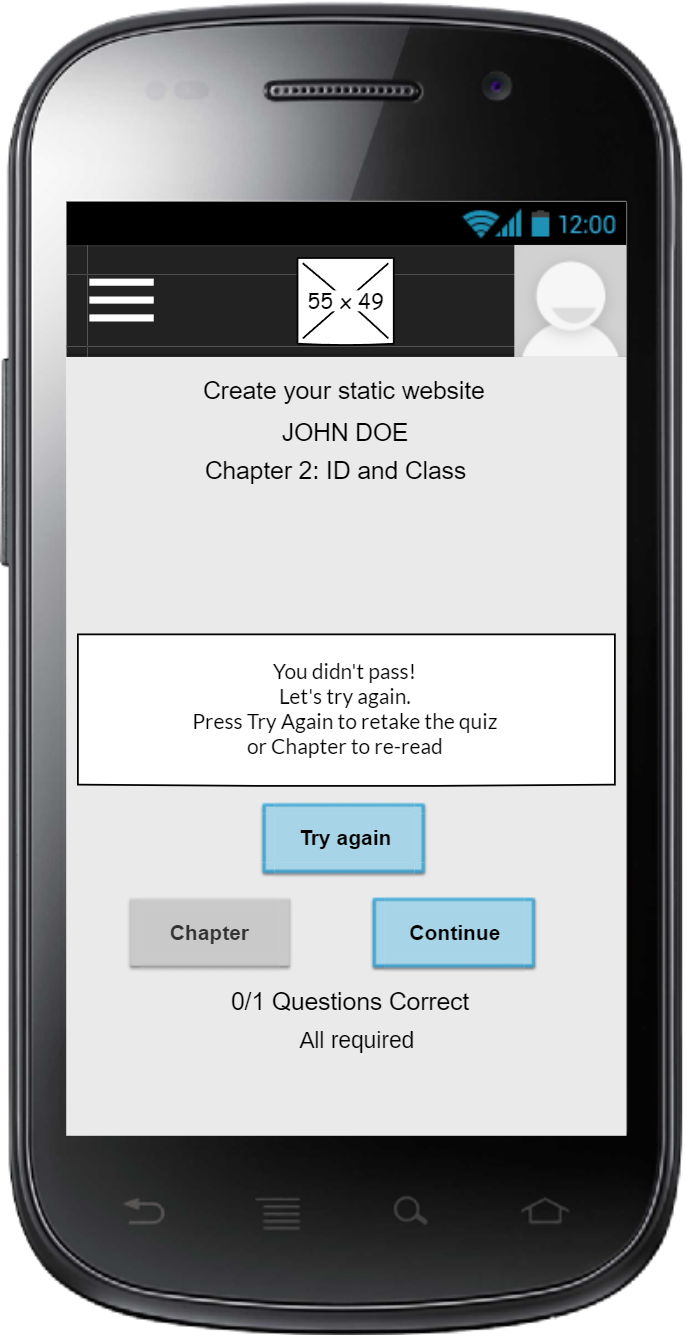 12:00
55 x 49
Create your static website
JOHN DOE
Chapter 2: ID and Class
You didn't pass!
Let's try again.
Press Try Again to retake the quiz
or Chapter to re-read
Try again
Chapter
Continue
0/1 Questions Correct
All required